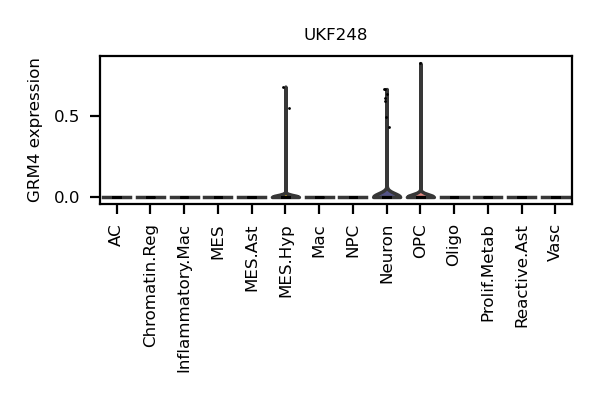 UKF248
GRM4 expression
0.5
0.0
AC
Chromatin.Reg
Inflammatory.Mac
MES
MES.Ast
MES.Hyp
Mac
NPC
Neuron
OPC
Oligo
Prolif.Metab
Reactive.Ast
Vasc